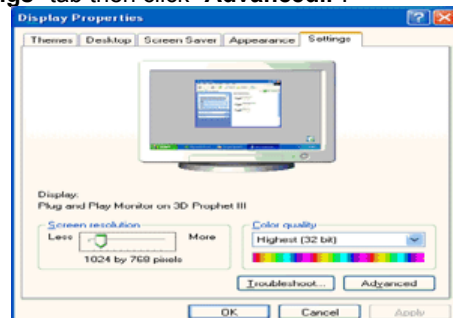 gs" tab then click "Advanced.." .
Display Properties
Themes Desktop Screen Saver Appearance Settings
Display:
Plug and Play Monitor on 3D Prophet III
Screen resolution
Less More
1024 by 768 pixels
Color quality
Highest (32 bit)
Troubleshoot... Advanced
OK Cancel Apply